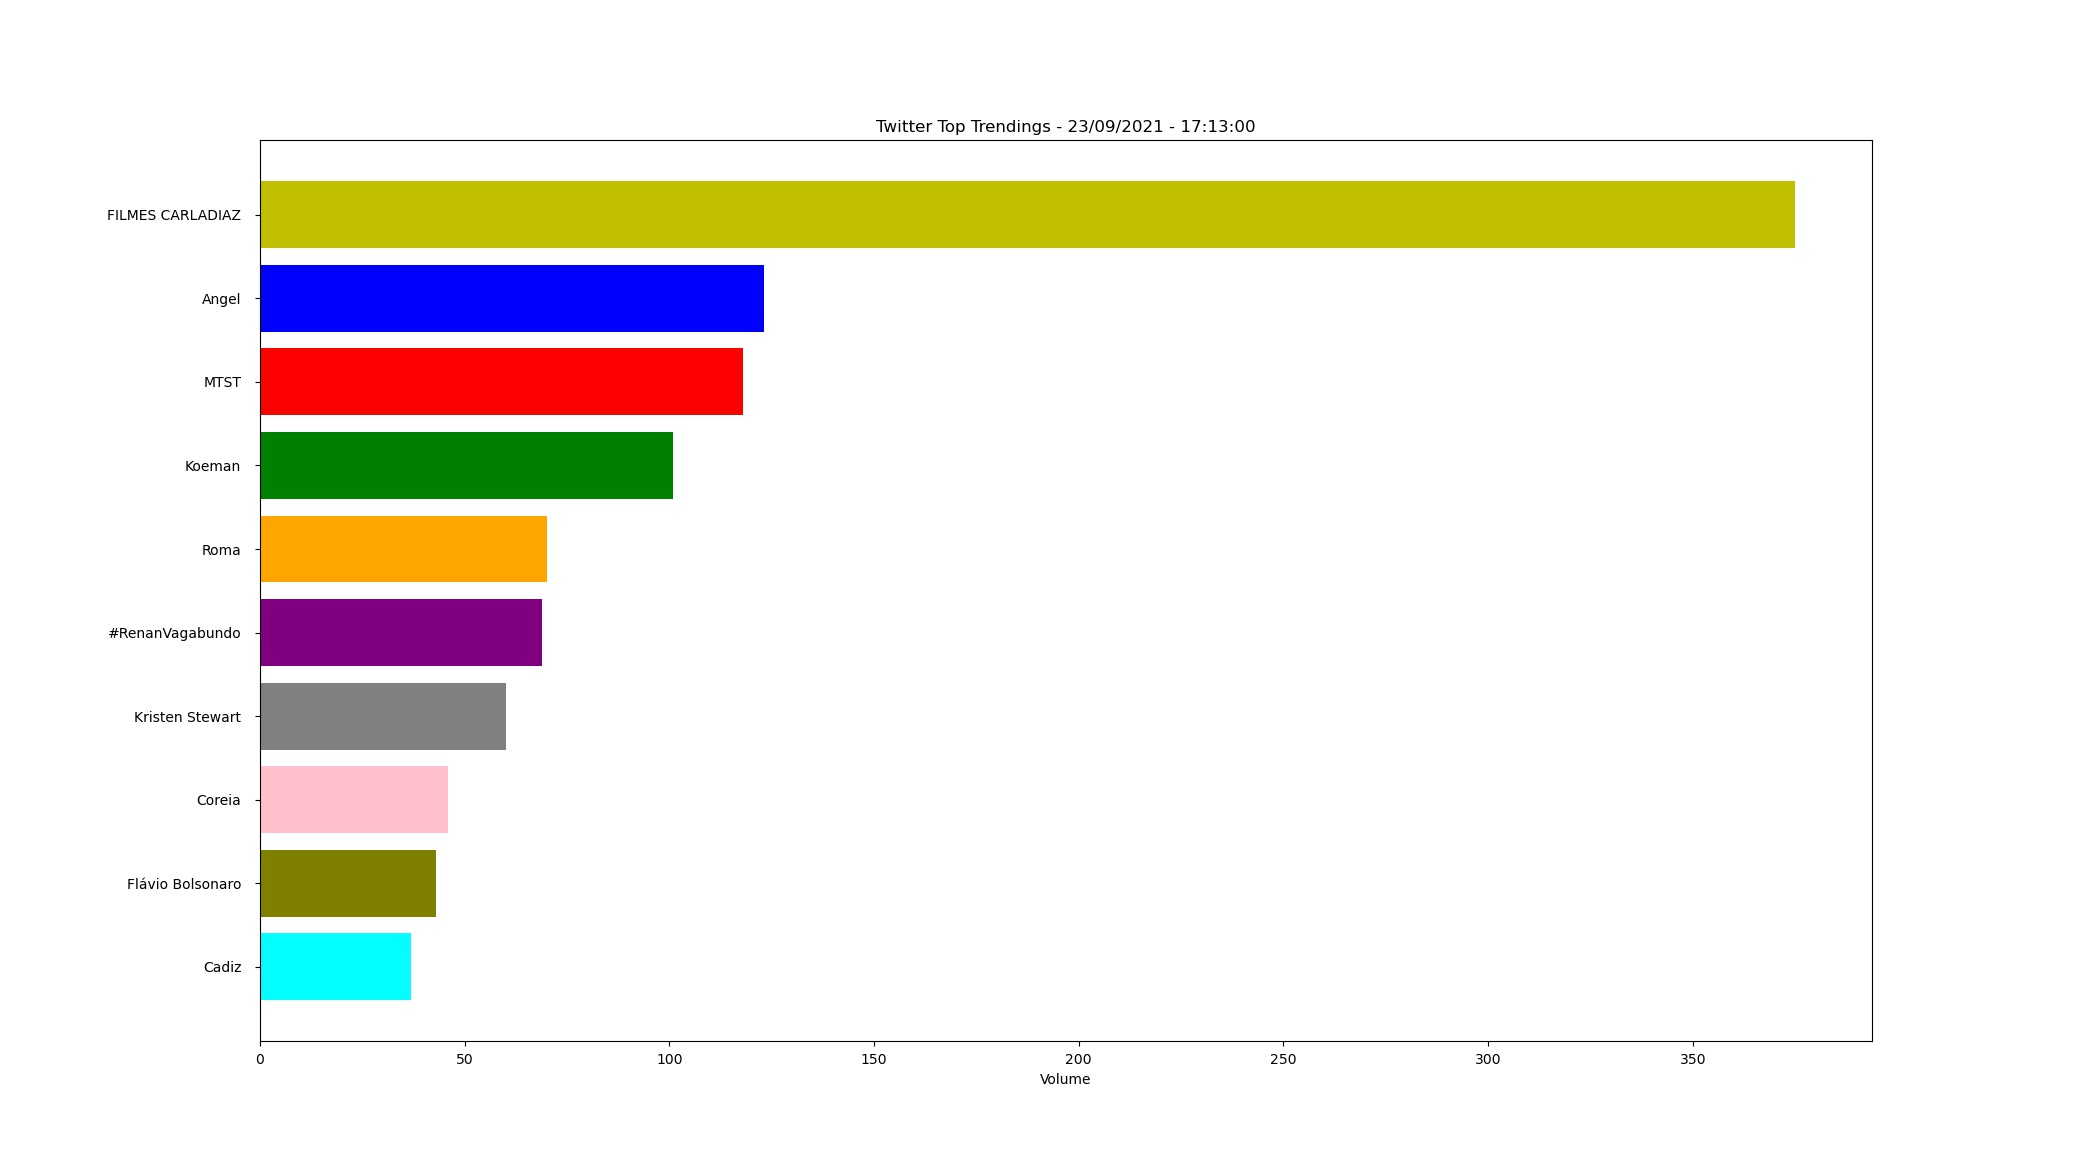 Twitter Top Trendings - 23/09/2021 - 17:13:00
FILMES CARLADIAZ
Angel
MTST
Koeman
Roma
#RenanVagabundo
Kristen Stewart
Coreia
Flávio Bolsonaro
Cadiz
0 50 100 150 200 250 300 350
Volume